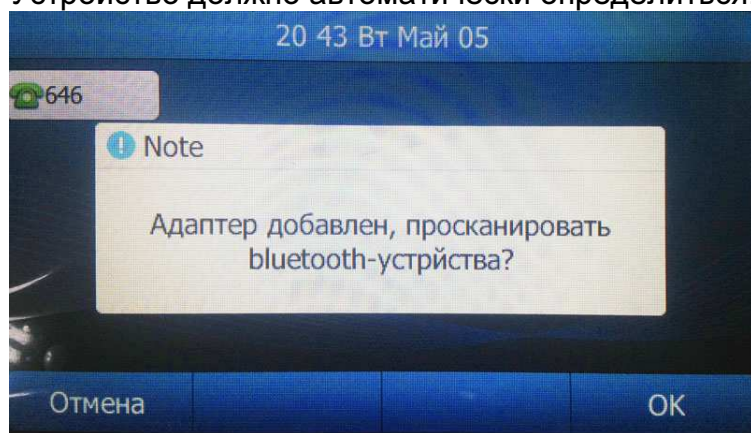 Устройство должно автоматически определиться
20 43 Вт Май 05
646
Note
Адаптер добавлен, просканировать
bluetooth-устрйства?
Отмена
OK